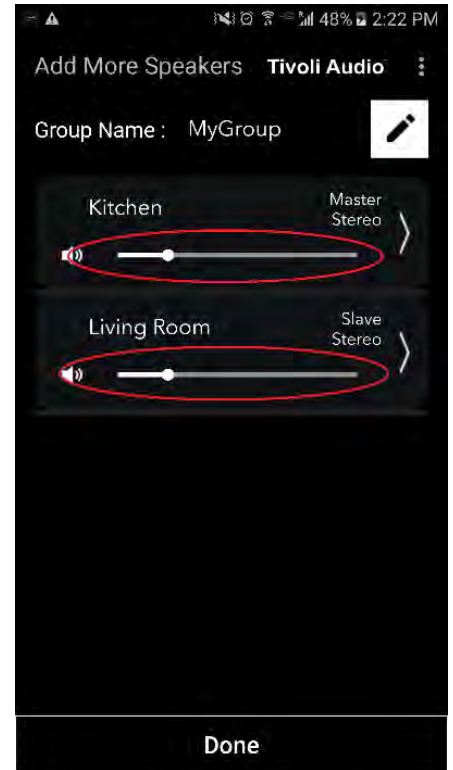 48% 2:22 PM
Add More Speakers Tivoli Audio
Group Name : MyGroup
Kitchen
Master
Stereo
Living Room
Slave
Stereo
Done